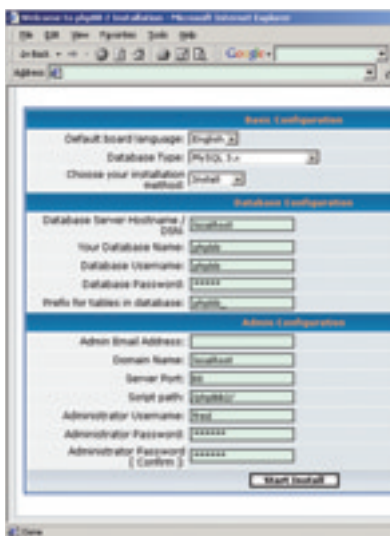 Welcome to phpBB 2 Installation - Microsoft Internet Explorer
File Edit View Favorites Tools Help
Back Google
Address
Basic Configuration
Default board language: English
Database Type: MySQL 3.x
Choose your installation method: Install
Database Configuration
Database Server Hostname / DSN: localhost
Your Database Name: phpbb
Database Username: phpbb
Database Password: *****
Prefix for tables in database: phpbb_
Admin Configuration
Admin Email Address:
Domain Name: localhost
Server Port: 80
Script path: /phpBB2/
Administrator Username: fred
Administrator Password: ******
Administrator Password [ Confirm ]: ******
Start Install
Done